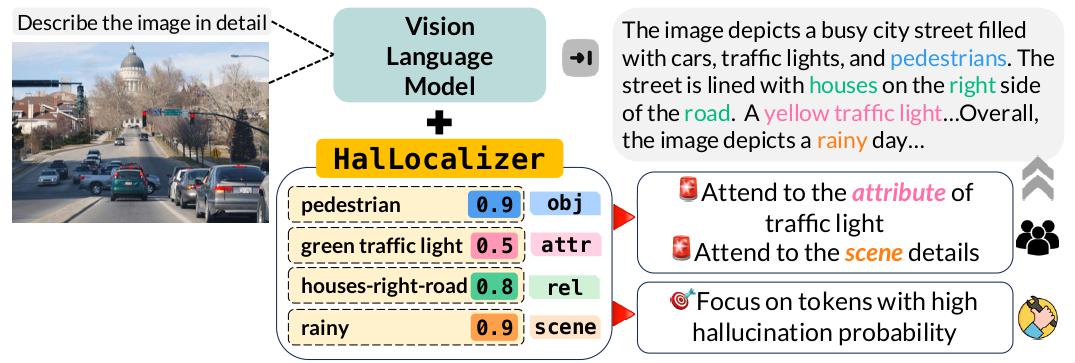 Describe the image in detail
Vision
Language
Model
HalLocalizer
pedestrian 0.9 obj
green traffic light 0.5 attr
houses-right-road 0.8 rel
rainy 0.9 scene
The image depicts a busy city street filled
with cars, traffic lights, and pedestrians. The
street is lined with houses on the right side
of the road. A yellow traffic light...Overall,
the image depicts a rainy day...
Attend to the attribute of
traffic light
Attend to the scene details
Focus on tokens with high
hallucination probability